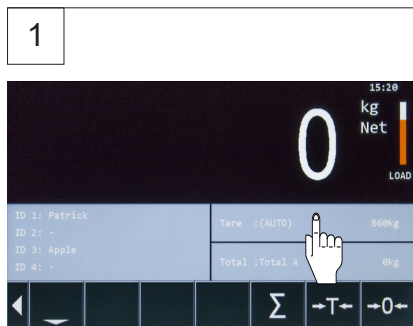 1
15:20
0 kg
Net
LOAD
ID 1: Patrick
ID 2: -
ID 3: Apple
ID 4: -
Tare :(AUTO) 860kg
Total :Total A 0kg
Σ →T← →0←